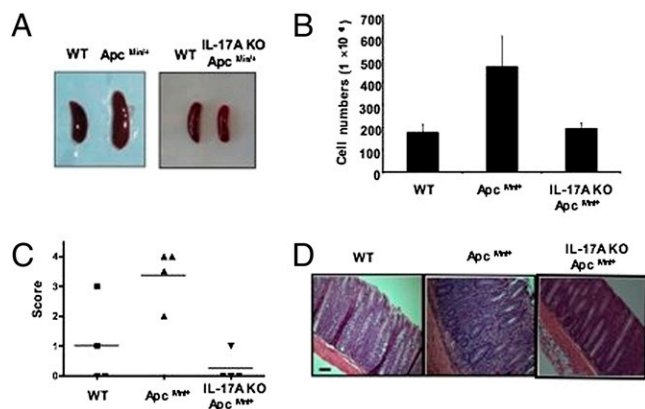 A
WT Apc Min/+
WT IL-17A KO
Apc Min/+
B
Cell numbers (1 ×10⁶)
700
600
500
400
300
200
100
0
WT
Apc Min/+
IL-17A KO
Apc Min/+
C
Score
4
3
2
1
0
WT
Apc Min/+
IL-17A KO
Apc Min/+
D
WT
Apc Min/+
IL-17A KO
Apc Min/+